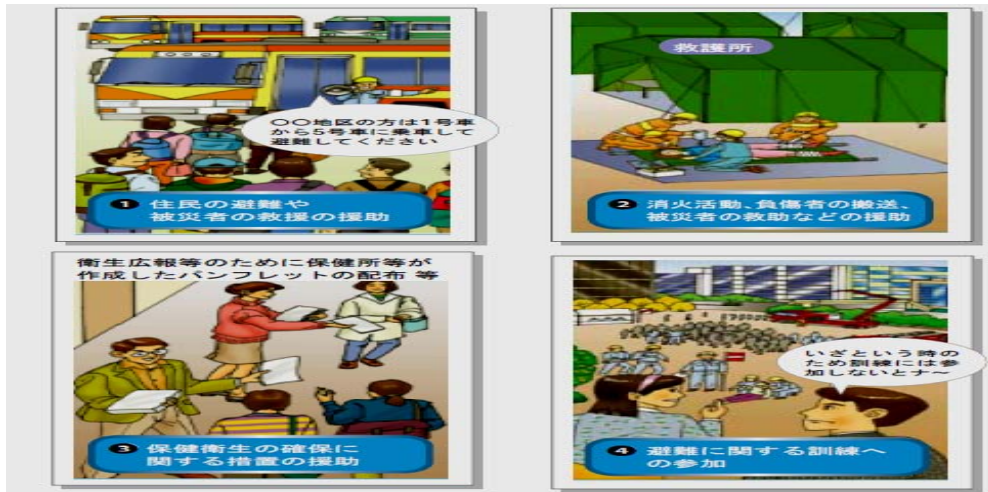 〇〇地区の方は1号車
から5号車に乗車して
避難してください
❶ 住民の避難や
被災者の救援の援助
救護所
❷ 消火活動、負傷者の搬送、
被災者の救助などの援助
衛生広報等のために保健所等が
作成したパンフレットの配布 等
❸ 保健衛生の確保に
関する措置の援助
いざという時の
ため訓練には参
加しないとナ～
❹ 避難に関する訓練へ
の参加